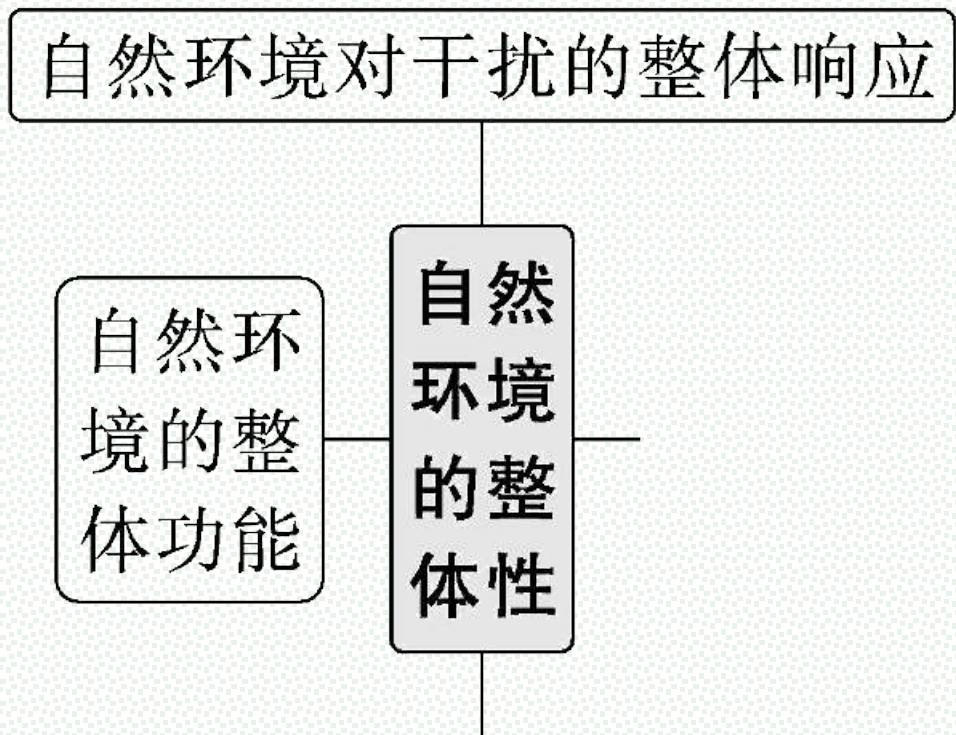 自然环境对干扰的整体响应
自然环
境的整
体功能
自然
环境
的整
体性